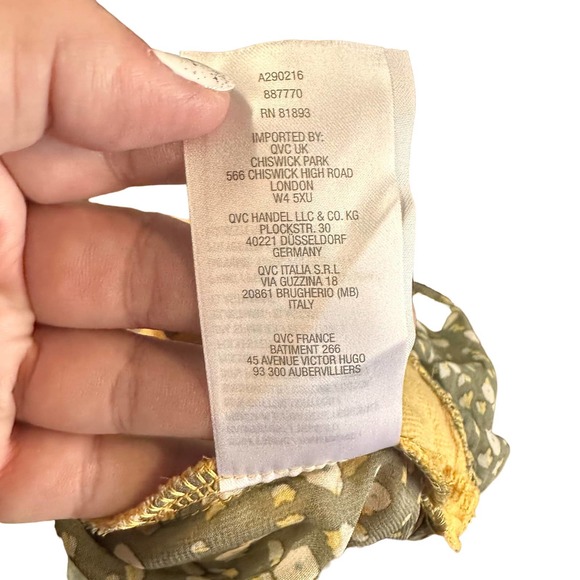 A290216
887770
RN 81893
IMPORTED BY:
QVC UK
CHISWICK PARK
566 CHISWICK HIGH ROAD
LONDON
W4 5XU
QVC HANDEL LLC & CO. KG
PLOCKSTR. 30
40221 DÜSSELDORF
GERMANY
QVC ITALIA S.R.L
VIA GUZZINA 18
20861 BRUGHERIO (MB)
ITALY
QVC FRANCE
BATIMENT 266
45 AVENUE VICTOR HUGO
93 300 AUBERVILLIERS